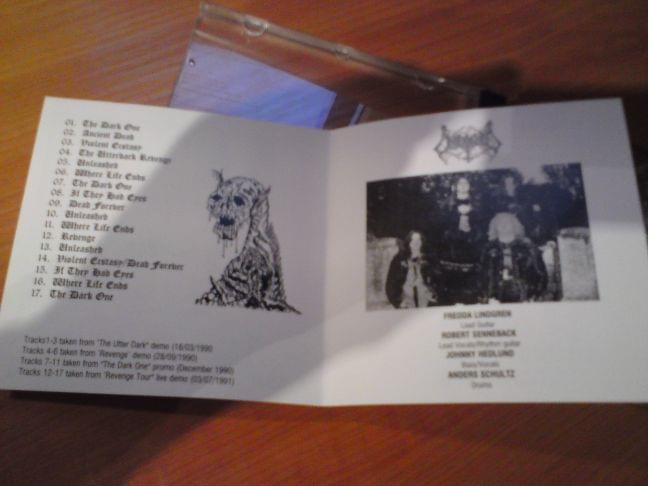 01. The Dark One
02. Ancient Dead
03. Violent Ecstasy
04. The Utterdark Revenge
05. Unleashed
06. Where Life Ends
07. The Dark One
08. If They Had Eyes
09. Dead Forever
10. Unleashed
11. Where Life Ends
12. Revenge
13. Unleashed
14. Violent Ecstasy/Dead Forever
15. If They Had Eyes
16. Where Life Ends
17. The Dark One
Tracks1-3 taken from "The Utter Dark" demo (16/03/1990
Tracks 4-6 taken from 'Revenge' demo (28/09/1990)
Tracks 7-11 taken from "The Dark One" promo (December 1990)
Tracks 12-17 taken from 'Revenge Tour" live demo (03/07/1991)
FREDDA LINDGREN
Lead Guitar
ROBERT SENNEBACK
Lead Vocals/Rhythm guitar
JOHNNY HEDLUND
Bass/Vocals
ANDERS SCHULTZ
Drums